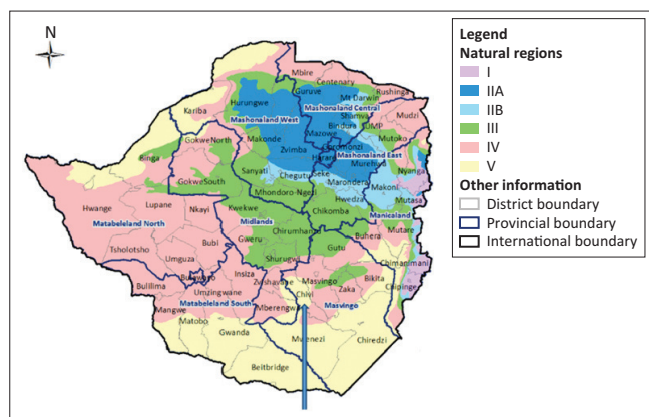 N
Legend
Natural regions
I
IIA
IIB
III
IV
V
Other information
District boundary
Provincial boundary
International boundary
Mbire
Centenary
Guruve
Rushinga
Mt Darwin
Hurungwe
Mashonaland Central
Kariba
Mashonaland West
Shamva
Mudzi
Bindura
UMP
Mazowe
Mutoko
Makonde
Goromonzi
GokweNorth
Zvimba
Mashonaland East
Binga
Harare
Murehwa
Nyanga
Sanyati
Chegutu
Seke
GokweSouth
Marondera
Makoni
Mhondoro-Ngezi
Hwedza
Mutasa
Lupane
Hwange
Kwekwe
Chikomba
Manicaland
Nkayi
Matabeleland North
Midlands
Chirumhanzu
Buhera
Mutare
Bubi
Gweru
Gutu
Tsholotsho
Umguza
Shurugwi
Chimanimani
Bulawayo
Insiza
Zvishavane
Masvingo
Bikita
Bulilima
Zaka
Chipinge
Umzingwane
Chivi
Matabeleland South
Mberengwa
Masvingo
Mangwe
Matobo
Gwanda
Mwenezi
Chiredzi
Beitbridge